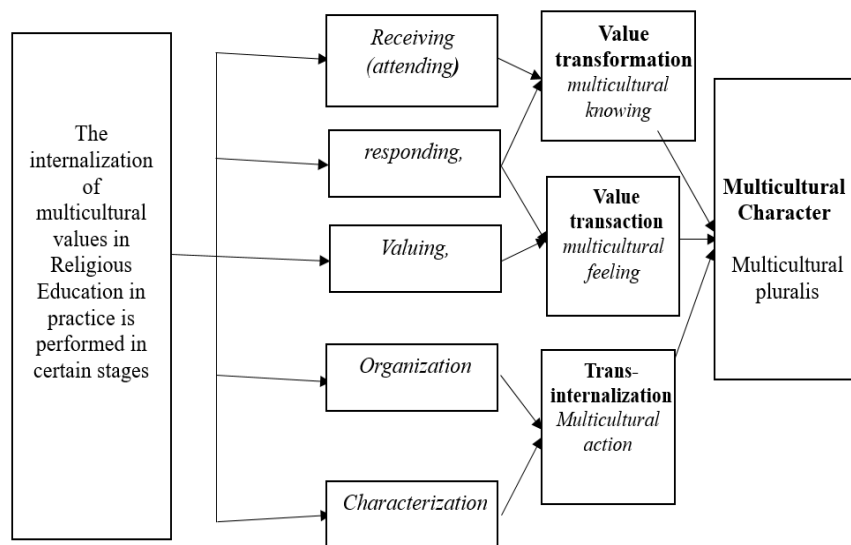 The
internalization
of
multicultural
values in
Religious
Education in
practice is
performed in
certain stages
Receiving
(attending)
responding,
Valuing,
Organization
Characterization
Value
transformation
multicultural
knowing
Value
transaction
multicultural
feeling
Trans-
internalization
Multicultural
action
Multicultural
Character
Multicultural
pluralis